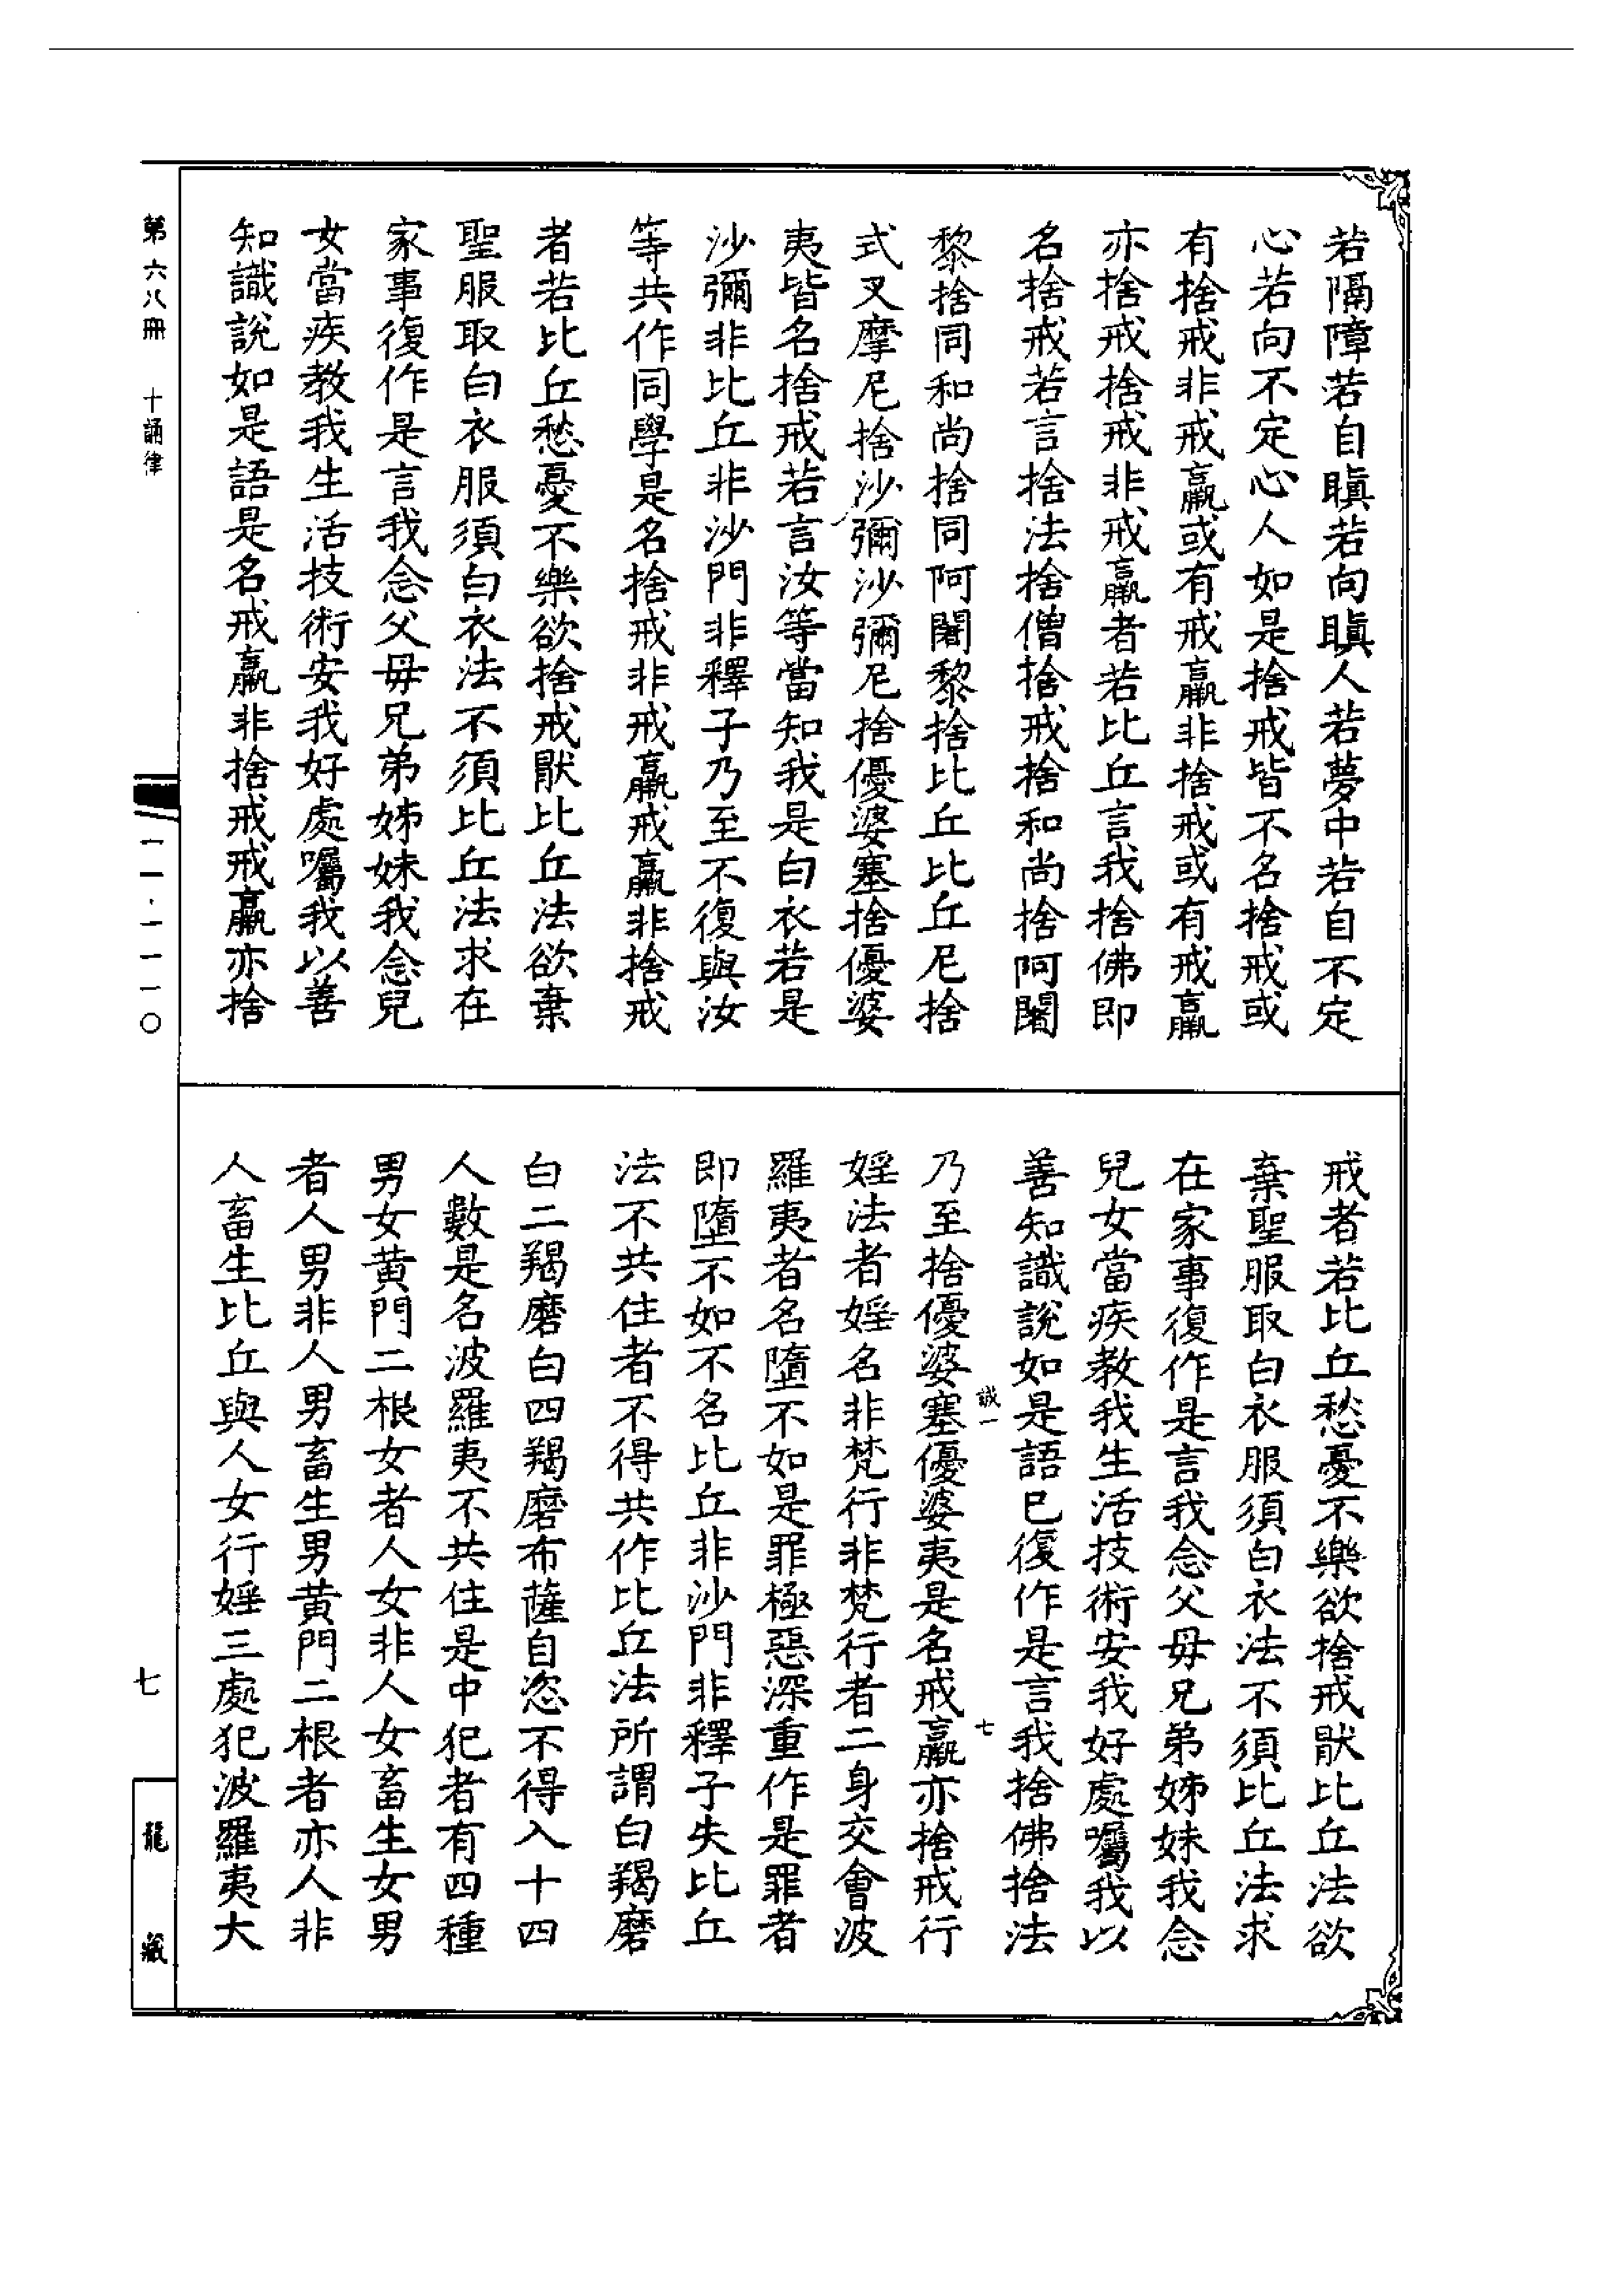 若隔障若自瞋若向瞋人若夢中若自不定
心若向不定心人如是捨戒皆不名捨戒或
有捨戒非戒羸或有戒羸非捨戒或有戒羸
亦捨戒捨戒非戒羸者若比丘言我捨佛即
名捨戒若言捨法捨僧捨戒捨和尚捨阿闍
黎捨同和尚捨同阿闍黎捨比丘比丘尼捨
式叉摩尼捨沙彌沙彌尼捨優婆塞捨優婆
夷皆名捨戒若言汝等當知我是白衣若是
沙彌非比丘非沙門非釋子乃至不復與汝
等共作同學是名捨戒非戒羸戒羸非捨戒
者若比丘愁憂不樂欲捨戒猒比丘法欲棄
聖服取白衣服須白衣法不須比丘法求在
家事復作是言我念父母兄弟姊妹我念兒
女當疾教我生活技術安我好處囑我以善
知識說如是語是名戒羸非捨戒戒羸亦捨
戒者若比丘愁憂不樂欲捨戒猒比丘法欲
棄聖服取白衣服須白衣法不須比丘法求
在家事復作是言我念父母兄弟姊妹我念
兒女當疾教我生活技術安我好處囑我以
善知識說如是語已復作是言我捨佛捨法
誠一 七
乃至捨優婆塞優婆夷是名戒羸亦捨戒行
婬法者婬名非梵行非梵行者二身交會波
羅夷者名墮不如是罪極惡深重作是罪者
即墮不如不名比丘非沙門非釋子失比丘
法不共住者不得共作比丘法所謂白羯磨
白二羯磨白四羯磨布薩自恣不得入十四
人數是名波羅夷不共住是中犯者有四種
男女黃門二根女者人女非人女畜生女男
者人男非人男畜生男黃門二根者亦人非
人畜生比丘與人女行婬三處犯波羅夷大
第六八冊 十誦律
一一·一一一〇
七
龍藏